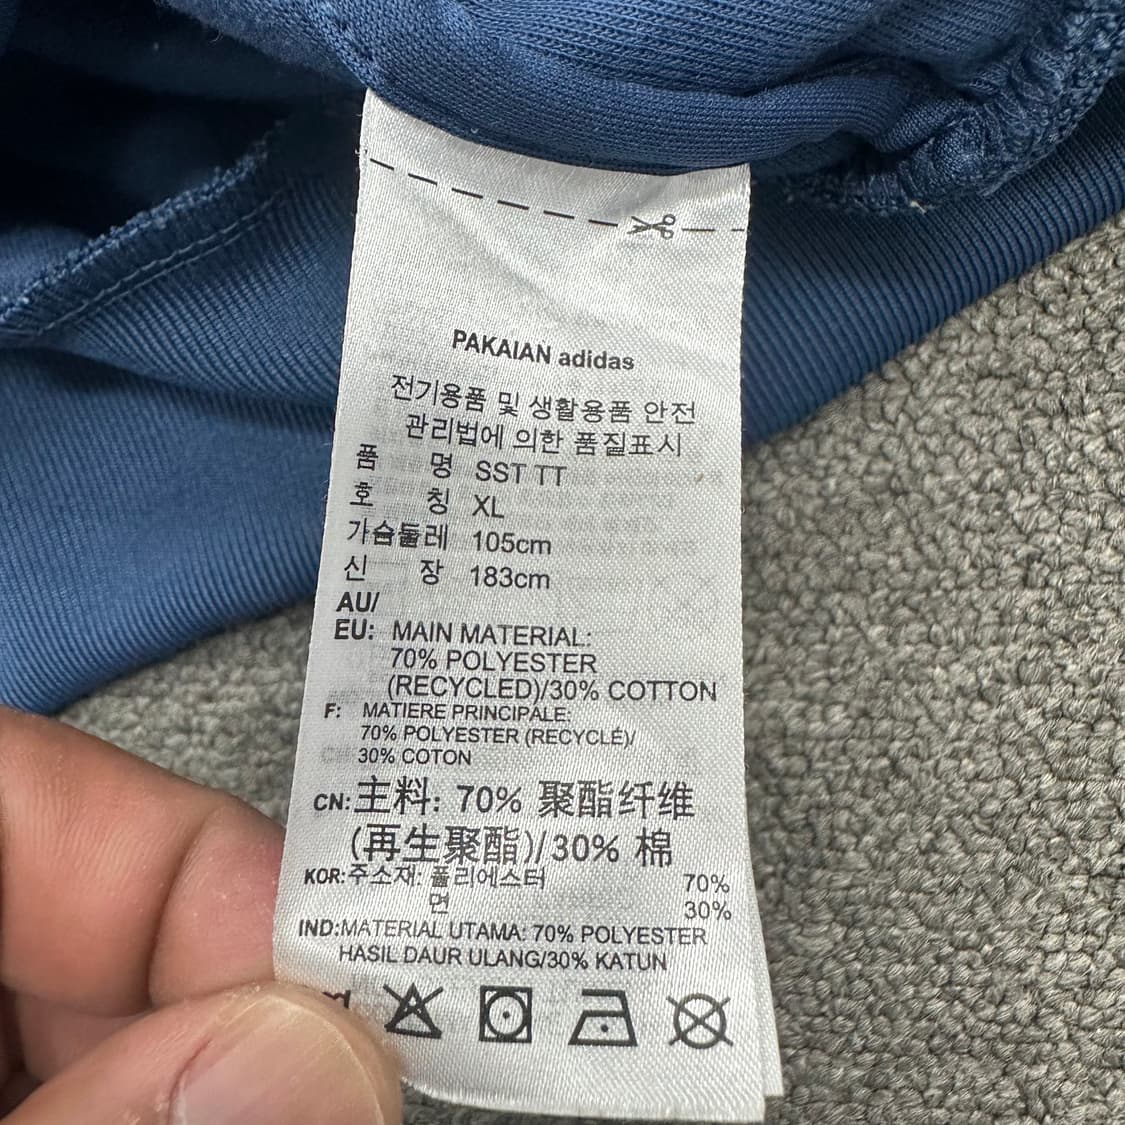 PAKAIAN adidas
전기용품 및 생활용품 안전
관리법에 의한 품질표시
품 명 SST TT
호 칭 XL
가슴둘레 105cm
신 장 183cm
AU/
EU: MAIN MATERIAL:
70% POLYESTER
(RECYCLED)/30% COTTON
F: MATIERE PRINCIPALE:
70% POLYESTER (RECYCLÉ)/
30% COTON
CN:主料: 70% 聚酯纤维
(再生聚酯)/30% 棉
KOR:주소재: 폴리에스터 70%
면 30%
IND:MATERIAL UTAMA: 70% POLYESTER
HASIL DAUR ULANG/30% KATUN